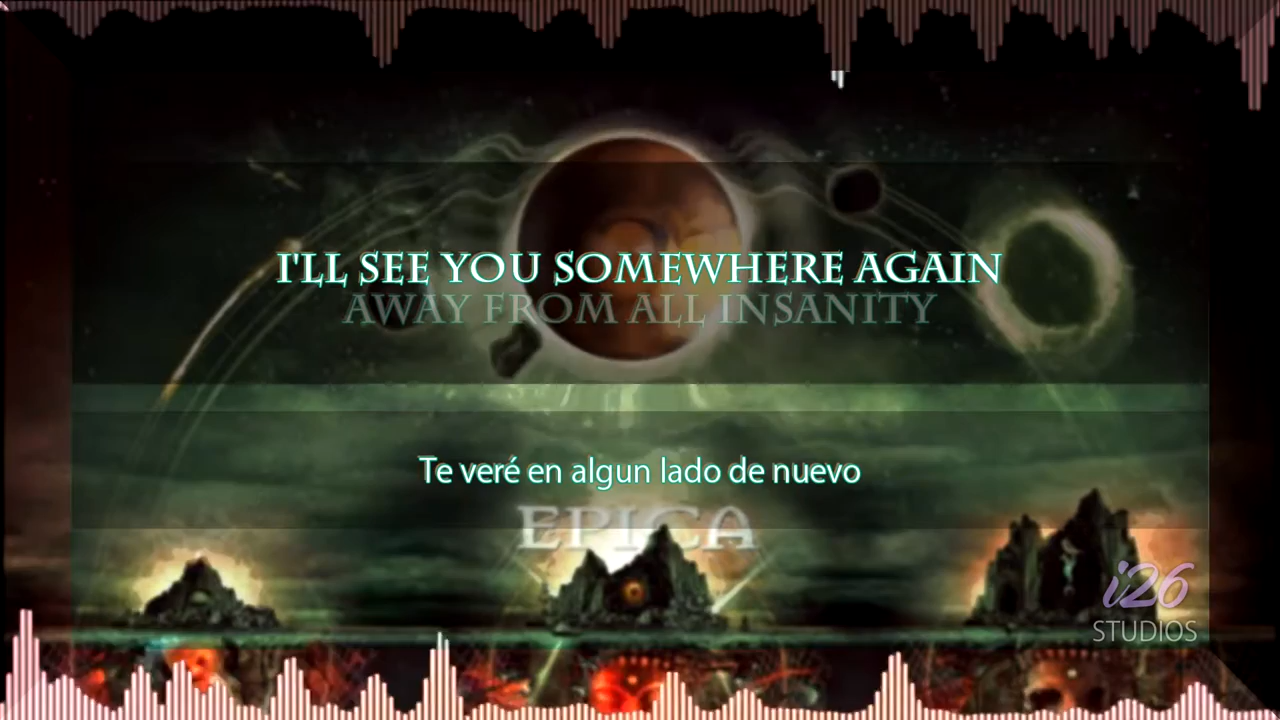 I'LL SEE YOU SOMEWHERE AGAIN
AWAY FROM ALL INSANITY
Te veré en algun lado de nuevo
EPICA
i26
STUDIOS